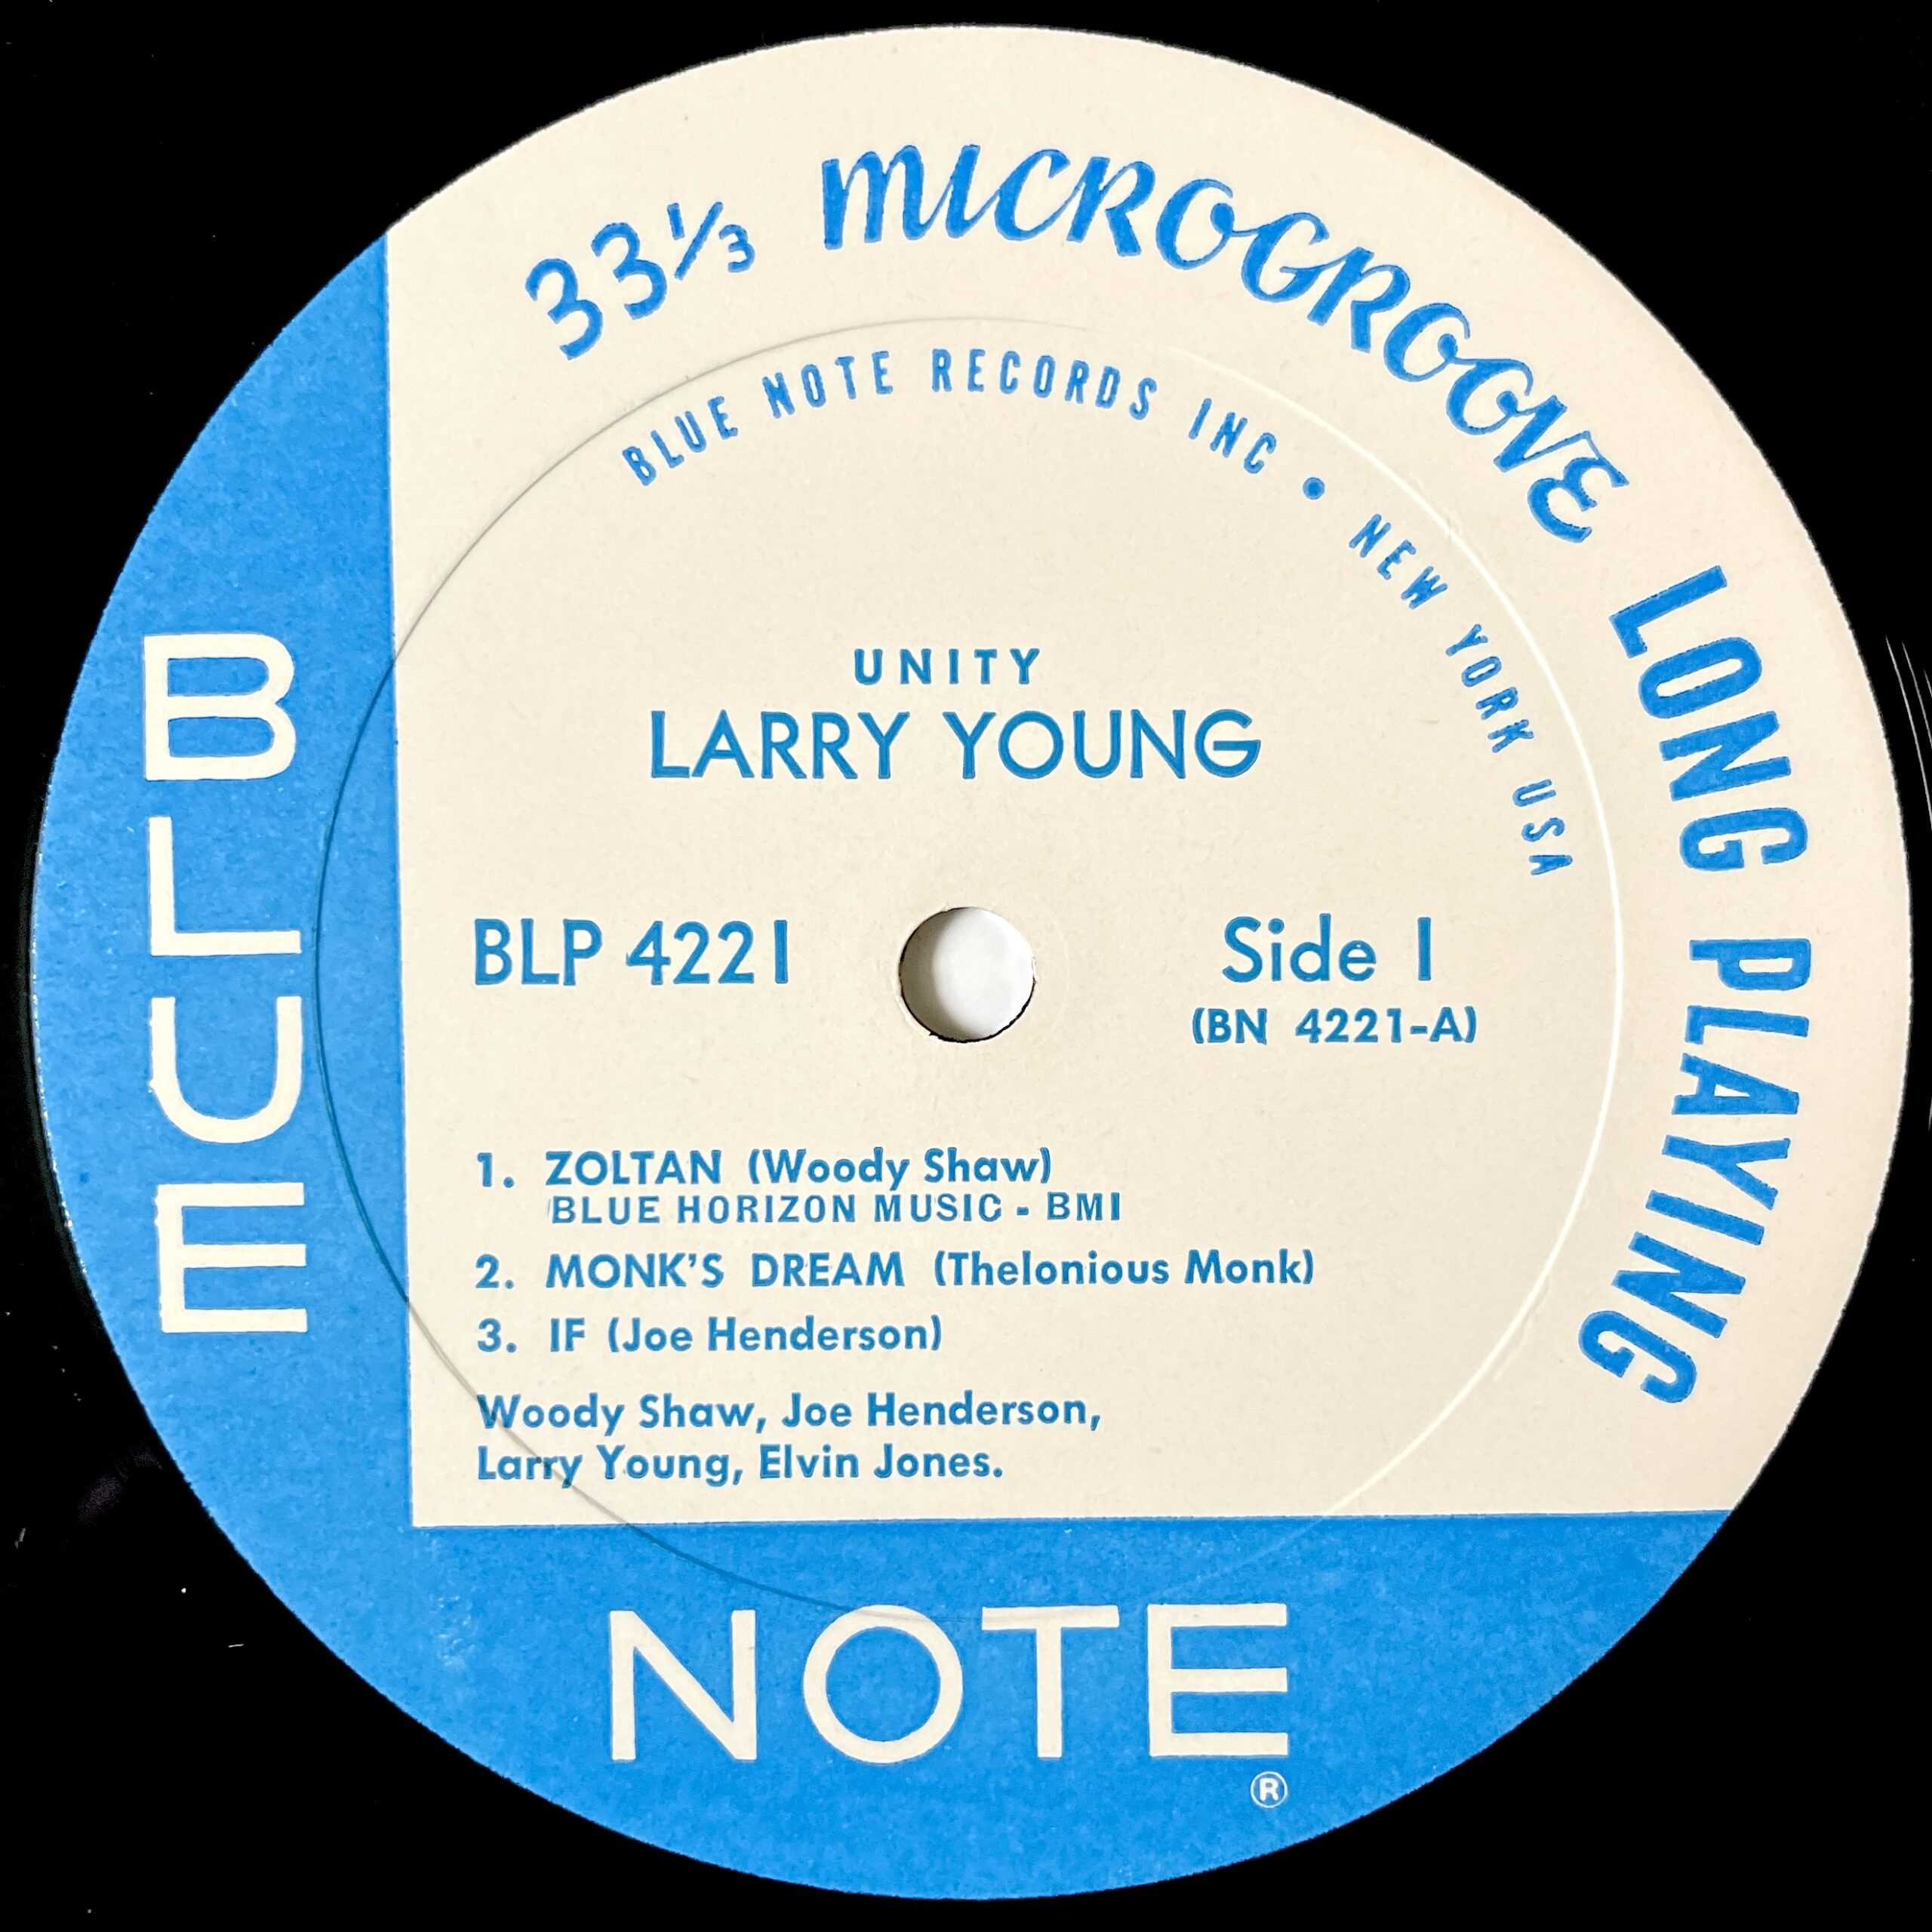 33⅓ MICROGROOVE LONG PLAYING
BLUE NOTE RECORDS INC • NEW YORK USA
UNITY
LARRY YOUNG
BLP 4221
Side 1
(BN 4221-A)
1. ZOLTAN (Woody Shaw)
BLUE HORIZON MUSIC - BMI
2. MONK'S DREAM (Thelonious Monk)
3. IF (Joe Henderson)
Woody Shaw, Joe Henderson,
Larry Young, Elvin Jones.
BLUE
NOTE
®